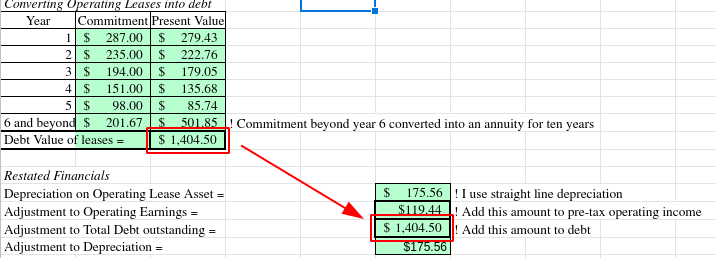 Converting Operating Leases into debt
Year Commitment Present Value
1 $ 287.00 $ 279.43
2 $ 235.00 $ 222.76
3 $ 194.00 $ 179.05
4 $ 151.00 $ 135.68
5 $ 98.00 $ 85.74
6 and beyond $ 201.67 $ 501.85 ! Commitment beyond year 6 converted into an annuity for ten years
Debt Value of leases = $ 1,404.50
Restated Financials
Depreciation on Operating Lease Asset = $ 175.56 ! I use straight line depreciation
Adjustment to Operating Earnings = $119.44 ! Add this amount to pre-tax operating income
Adjustment to Total Debt outstanding = $ 1,404.50 ! Add this amount to debt
Adjustment to Depreciation = $175.56